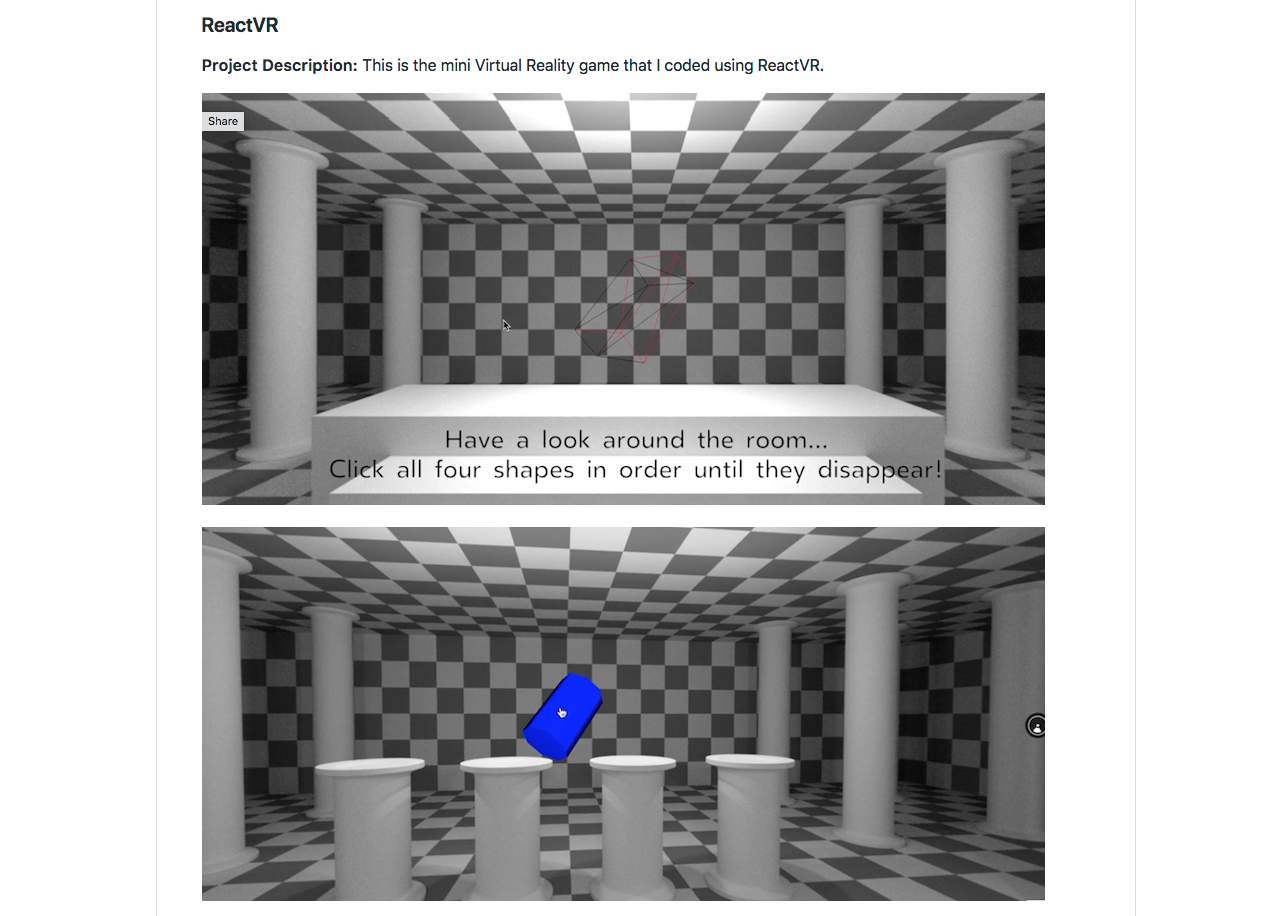 ReactVR
Project Description: This is the mini Virtual Reality game that I coded using ReactVR.
Share
Have a look around the room...
Click all four shapes in order until they disappear!